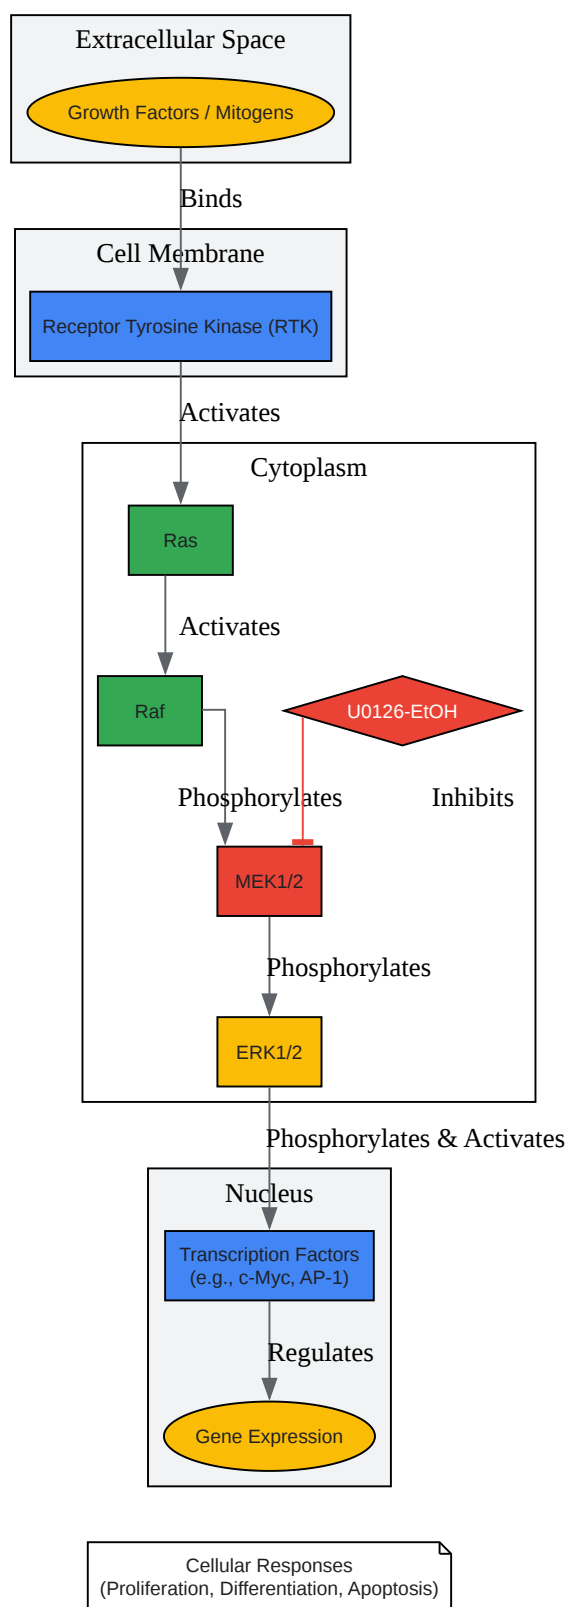 Extracellular Space
Growth Factors / Mitogens
Binds
Cell Membrane
Receptor Tyrosine Kinase (RTK)
Activates
Cytoplasm
Ras
Activates
Raf
U0126-EtOH
Phosphorylates
Inhibits
MEK1/2
Phosphorylates
ERK1/2
Phosphorylates & Activates
Nucleus
Transcription Factors
(e.g., c-Myc, AP-1)
Regulates
Gene Expression
Cellular Responses
(Proliferation, Differentiation, Apoptosis)